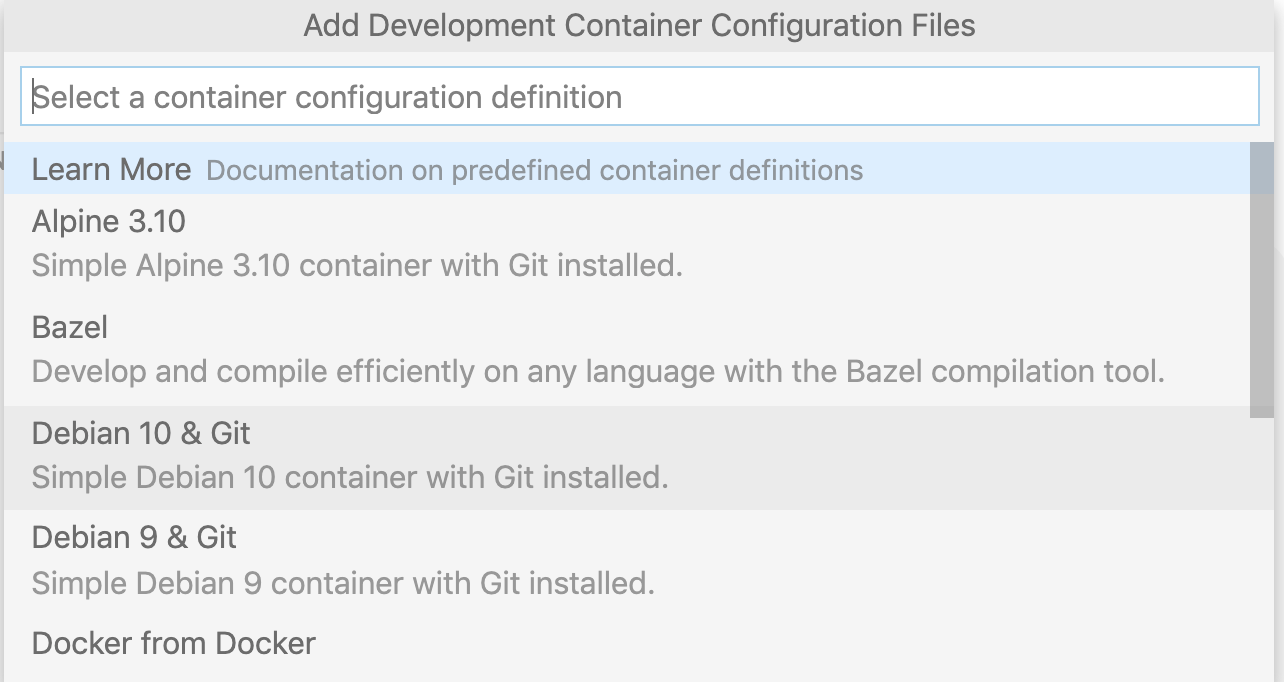 Add Development Container Configuration Files
Select a container configuration definition
Learn More Documentation on predefined container definitions
Alpine 3.10
Simple Alpine 3.10 container with Git installed.
Bazel
Develop and compile efficiently on any language with the Bazel compilation tool.
Debian 10 & Git
Simple Debian 10 container with Git installed.
Debian 9 & Git
Simple Debian 9 container with Git installed.
Docker from Docker